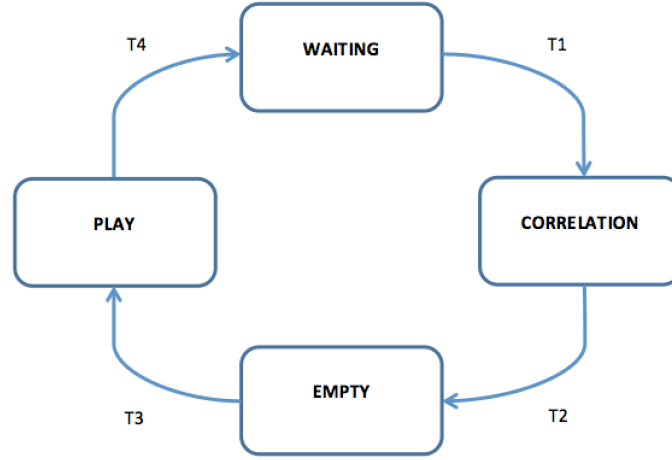 T4
WAITING
T1
PLAY
CORRELATION
EMPTY
T3
T2